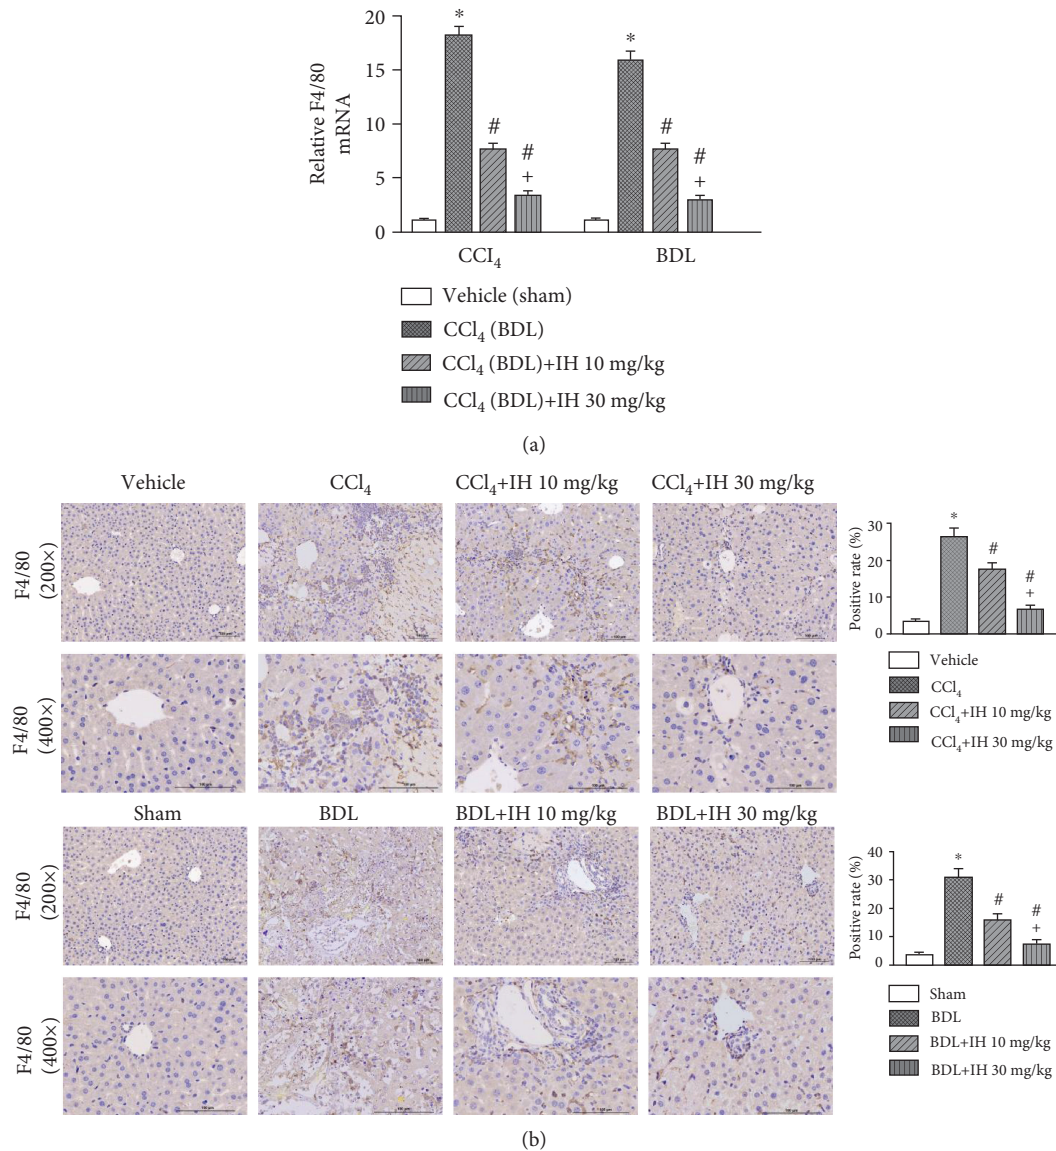 20
15
10
5
0
Relative F4/80
mRNA
*
#
#
+
*
#
#
+
CCl₄
BDL
Vehicle (sham)
CCl₄ (BDL)
CCl₄ (BDL)+IH 10 mg/kg
CCl₄ (BDL)+IH 30 mg/kg
(a)
Vehicle
CCl₄
CCl₄+IH 10 mg/kg
CCl₄+IH 30 mg/kg
F4/80
(200×)
F4/80
(400×)
30
20
10
0
Positive rate (%)
*
#
#
+
Vehicle
CCl₄
CCl₄+IH 10 mg/kg
CCl₄+IH 30 mg/kg
Sham
BDL
BDL+IH 10 mg/kg
BDL+IH 30 mg/kg
F4/80
(200×)
F4/80
(400×)
40
30
20
10
0
Positive rate (%)
*
#
#
+
Sham
BDL
BDL+IH 10 mg/kg
BDL+IH 30 mg/kg
(b)